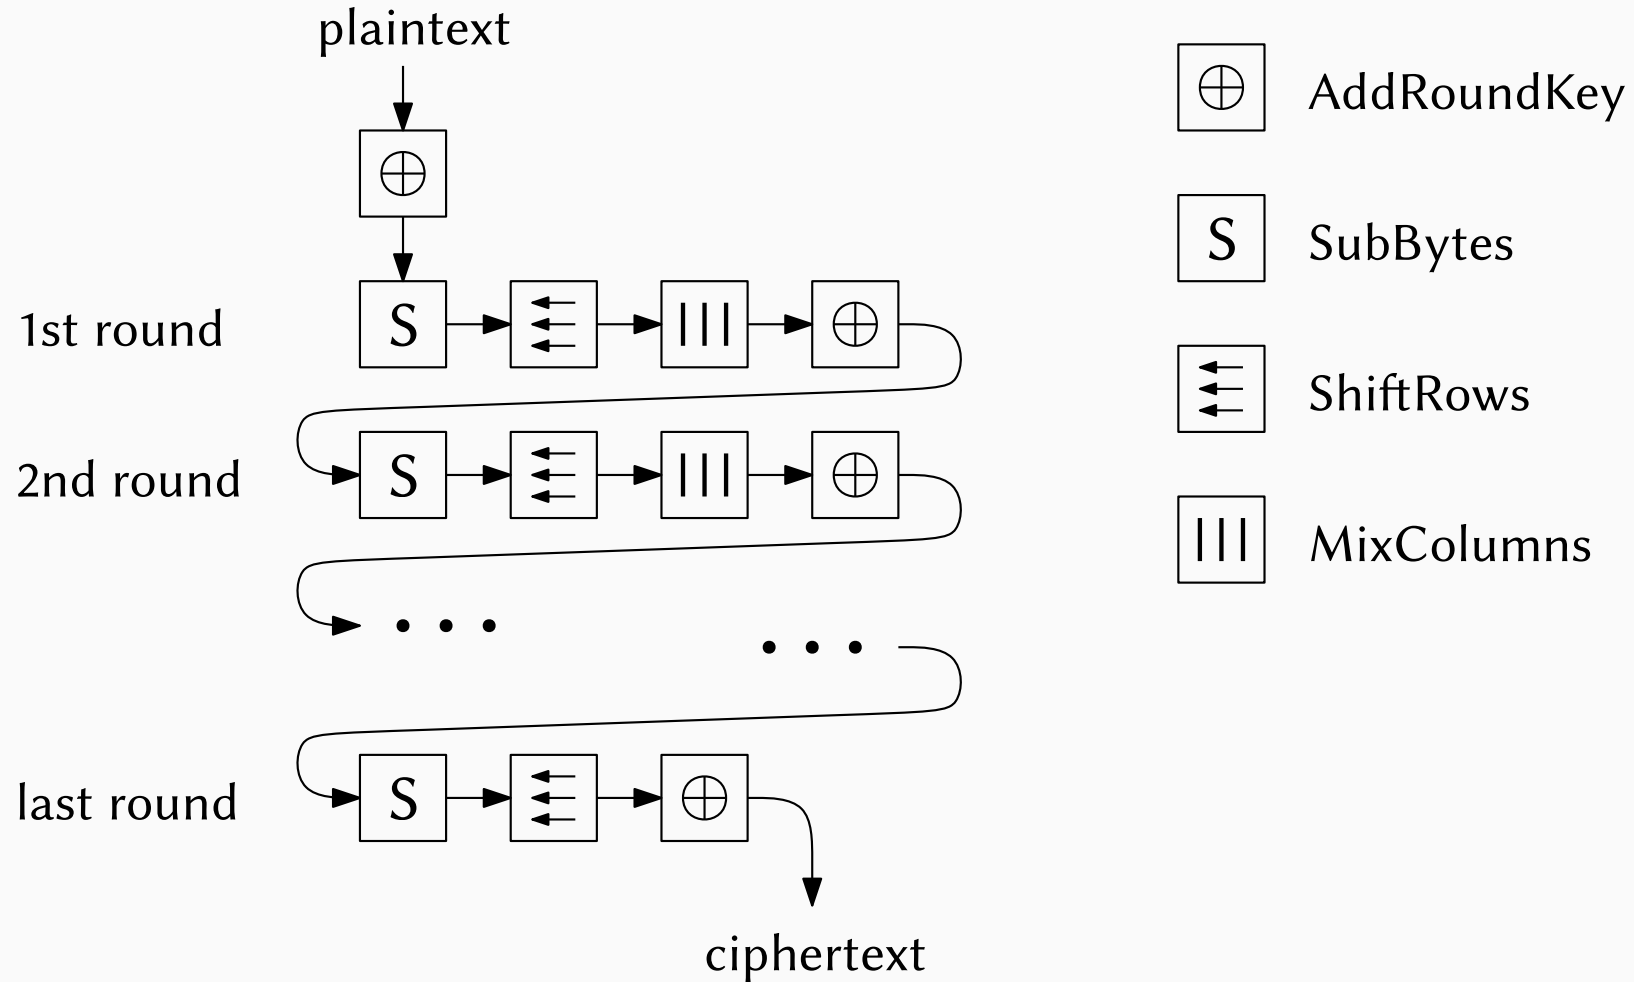 plaintext
AddRoundKey
S
SubBytes
1st round
S
ShiftRows
2nd round
S
MixColumns
last round
S
ciphertext